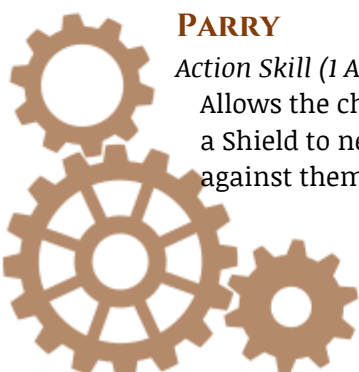 PARRY
Action Skill (1 A
Allows the ch
a Shield to ne
against them